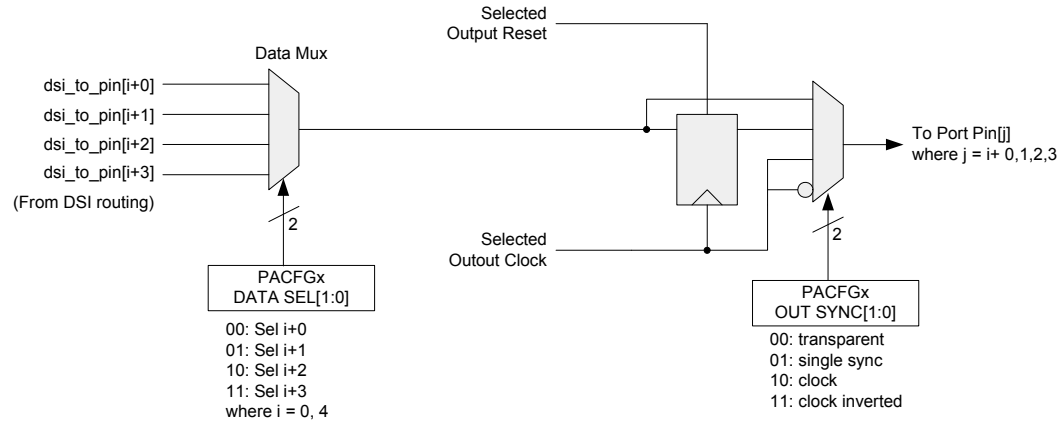 Selected
Output Reset
Data Mux
dsi_to_pin[i+0]
dsi_to_pin[i+1]
dsi_to_pin[i+2]
dsi_to_pin[i+3]
(From DSI routing)
To Port Pin[j]
where j = i+ 0,1,2,3
2
2
Selected
Outout Clock
PACFGx
DATA SEL[1:0]
00: Sel i+0
01: Sel i+1
10: Sel i+2
11: Sel i+3
where i = 0, 4
PACFGx
OUT SYNC[1:0]
00: transparent
01: single sync
10: clock
11: clock inverted